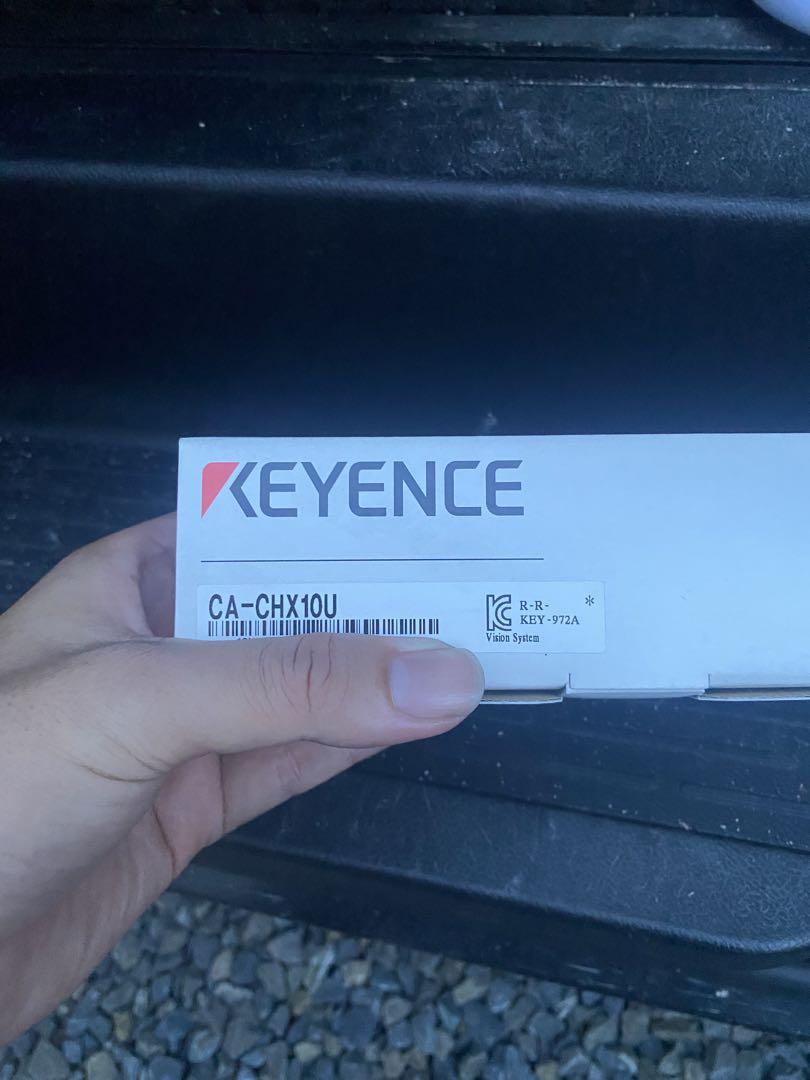 KEYENCE
CA-CHX10U
R-R-
KEY-972A
*
Vision System